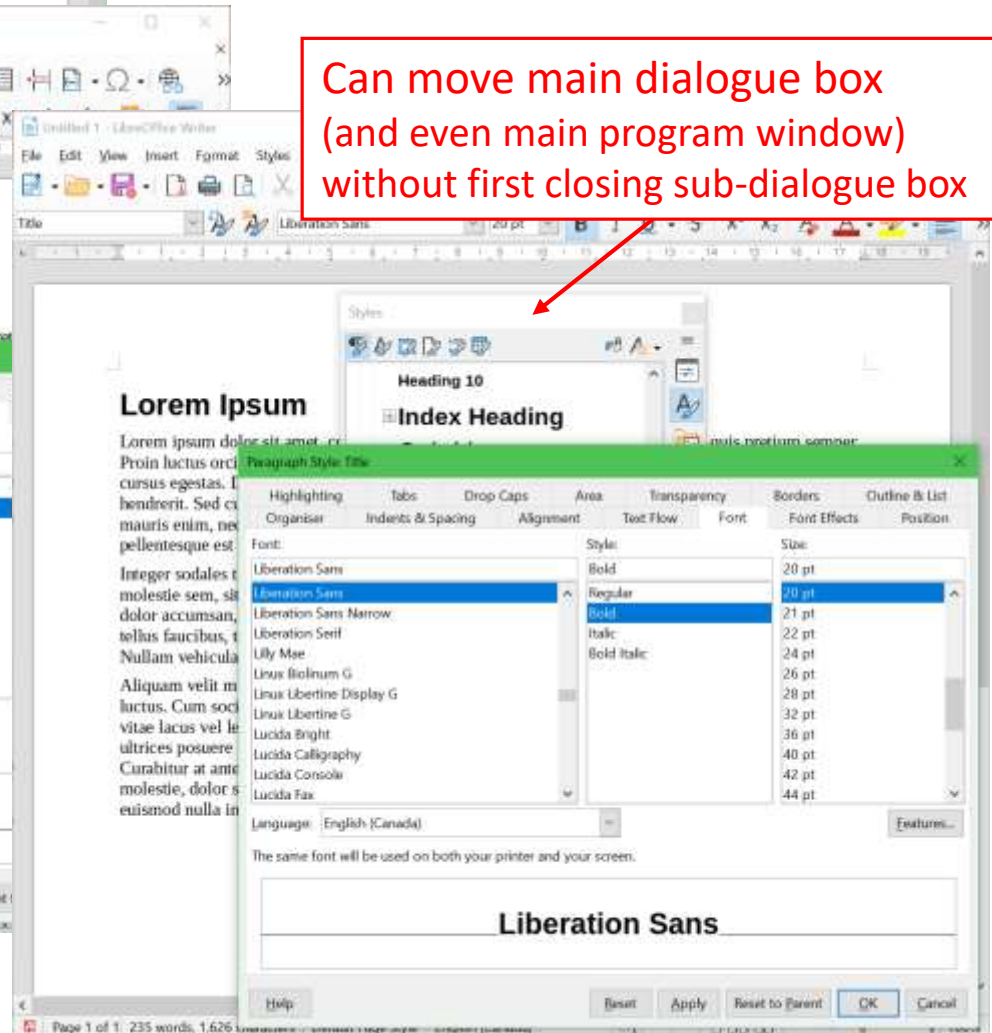 Can move main dialogue box
(and even main program window)
without first closing sub-dialogue box
Untitled 1 - LibreOffice Writer
File Edit View Insert Format Styles
Title
Liberation Sans
20 pt
Styles
Heading 10
Index Heading
Lorem Ipsum
Lorem ipsum dolor sit amet, quis pretium semper
Proin luctus orci
cursus egestas.
hendrerit. Sed
mauris enim, nec
pellentesque est
Integer sodales
molestie sem, sit
dolor accumsan,
tellus faucibus,
Nullam vehicula
Aliquam velit
luctus. Cum soci
vitae lacus vel
ultrices posuere
Curabitur at ante
molestie, dolor
euismod nulla in
Paragraph Style: Title
Highlighting Tabs Drop Caps Area Transparency Borders Outline & List
Organiser Indents & Spacing Alignment Text Flow Font Font Effects Position
Font: Style: Size:
Liberation Sans Bold 20 pt
Liberation Sans Regular 20 pt
Liberation Sans Narrow Bold 21 pt
Liberation Serif Italic 22 pt
Lilly Mae Bold Italic 24 pt
Linux Biolinum G 26 pt
Linux Libertine Display G 28 pt
Linux Libertine G 32 pt
Lucida Bright 36 pt
Lucida Calligraphy 40 pt
Lucida Console 42 pt
Lucida Fax 44 pt
Language: English (Canada) Features...
The same font will be used on both your printer and your screen.
Liberation Sans
Help Reset Apply Reset to Parent OK Cancel
Page 1 of 1 235 words, 1,626